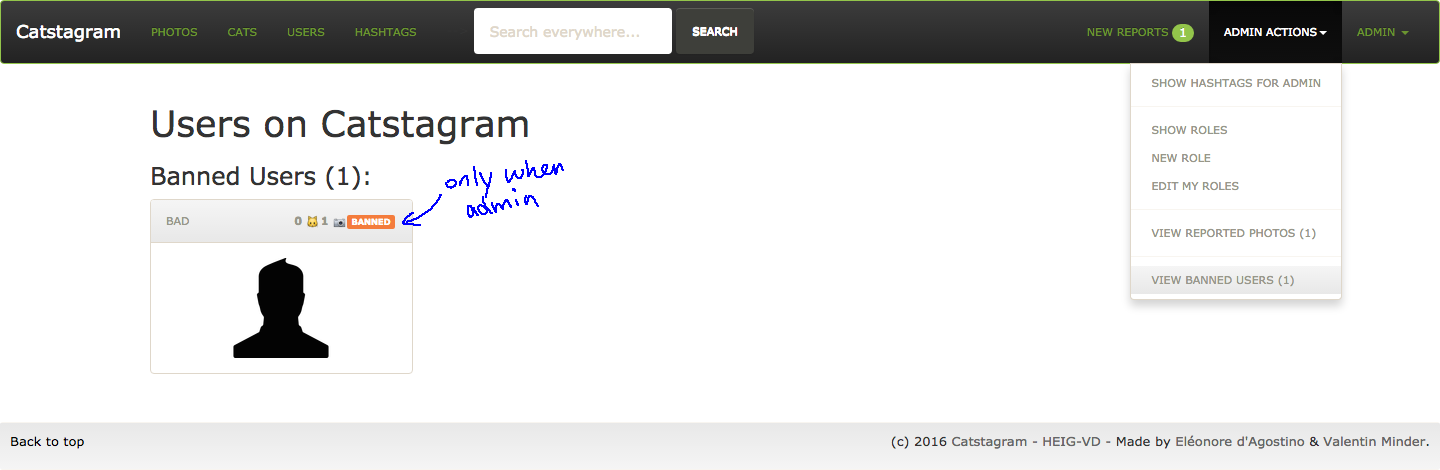 Catstagram PHOTOS CATS USERS HASHTAGS Search everywhere... SEARCH NEW REPORTS 1 ADMIN ACTIONS ADMIN
SHOW HASHTAGS FOR ADMIN
SHOW ROLES
NEW ROLE
EDIT MY ROLES
VIEW REPORTED PHOTOS (1)
VIEW BANNED USERS (1)
Users on Catstagram
Banned Users (1):
only when
admin
BAD 0 🐱 1 📷 BANNED
Back to top (c) 2016 Catstagram - HEIG-VD - Made by Eléonore d'Agostino & Valentin Minder.